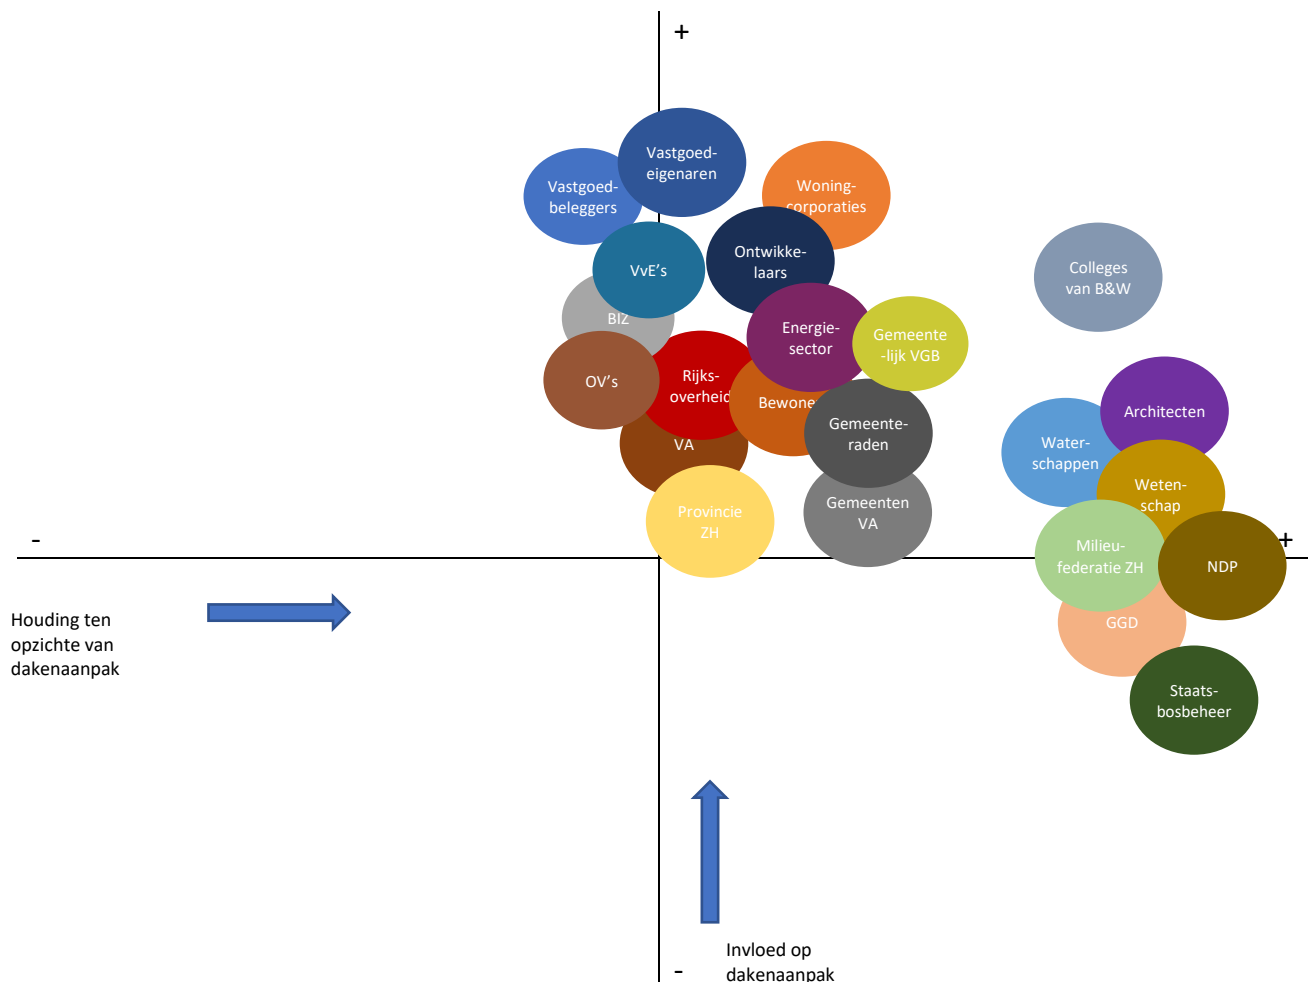 +
Vastgoed-
eigenaren
Vastgoed-
beleggers
Woning-
corporaties
VvE's
Ontwikke-
laars
Colleges
van B&W
BIZ
Energie-
sector
Gemeente
-lijk VGB
OV's
Rijks-
overheid
Bewone
Architecten
VA
Gemeente-
raden
Water-
schappen
Weten-
schap
Provincie
ZH
Gemeenten
VA
-
+
Milieu-
federatie ZH
NDP
Houding ten
opzichte van
dakenaanpak
GGD
Staats-
bosbeheer
Invloed op
dakenaanpak
-